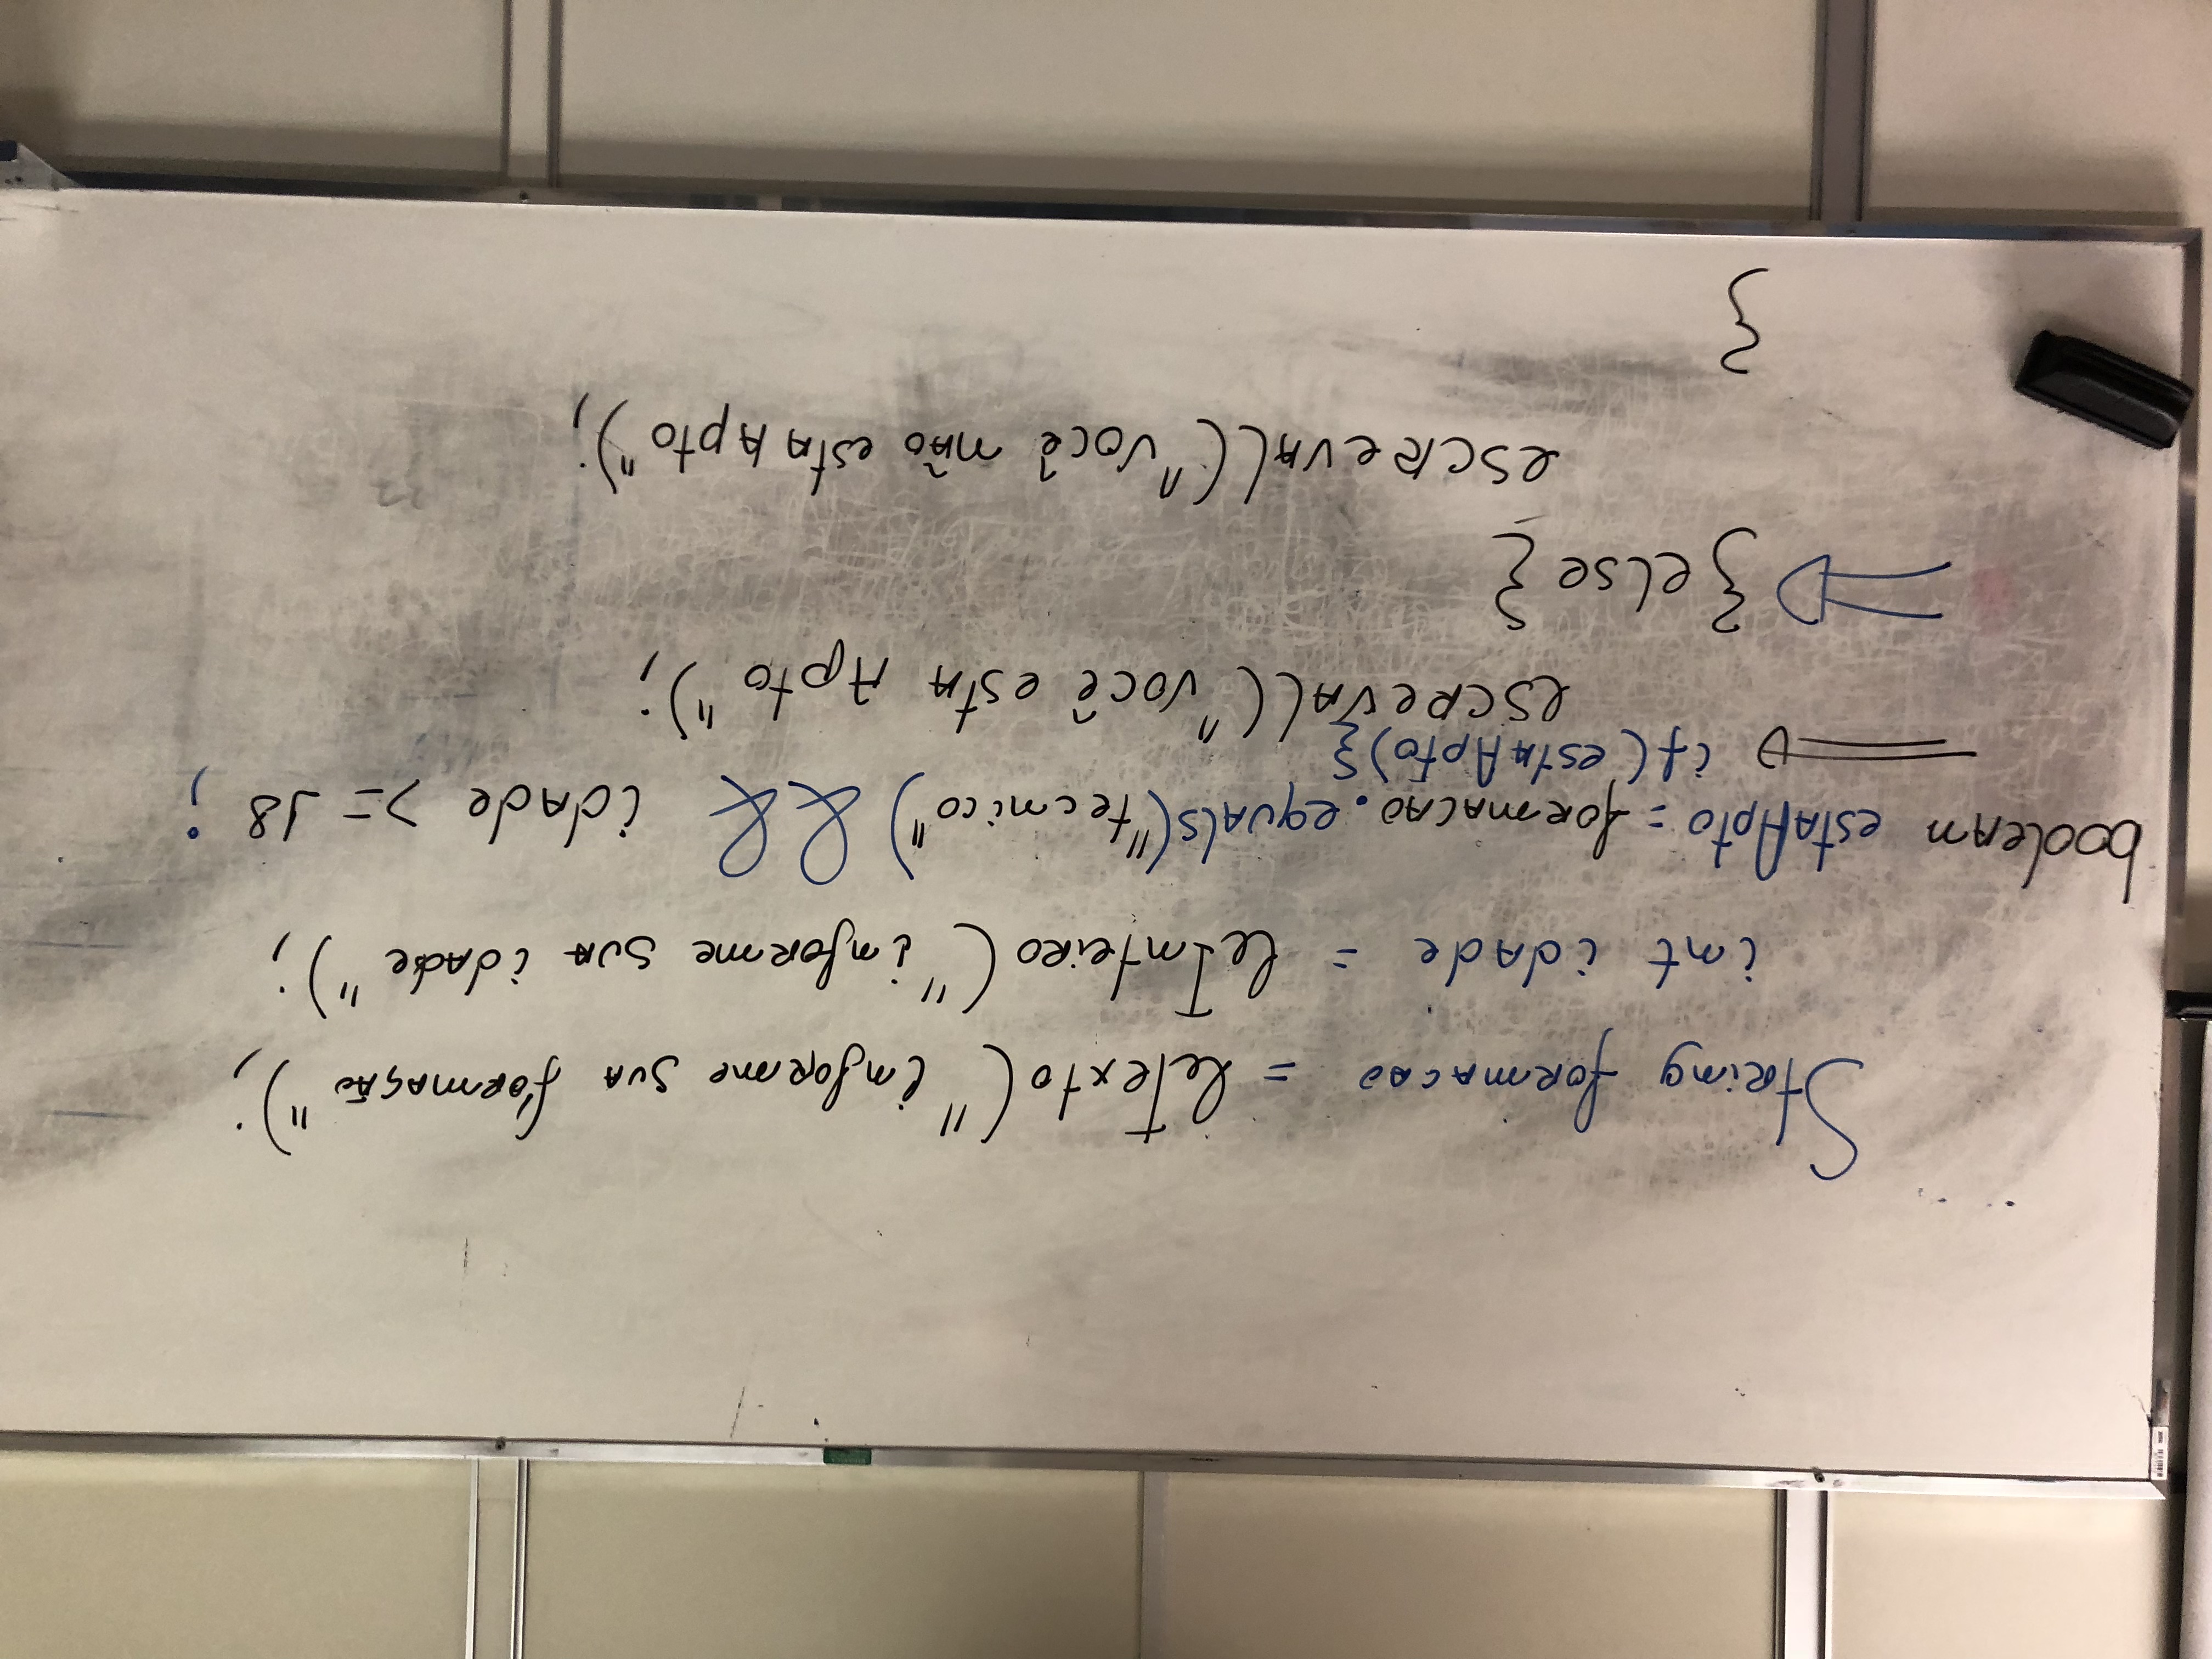 String formacao = leTexto("informe sua formação");
int idade = leInteiro("informe sua idade");
boolean estaApto = formacao.equals("tecnico") && idade >= 18;
if(estaApto){
escreval("você esta Apto");
}else{
escreval("você não esta Apto");
}